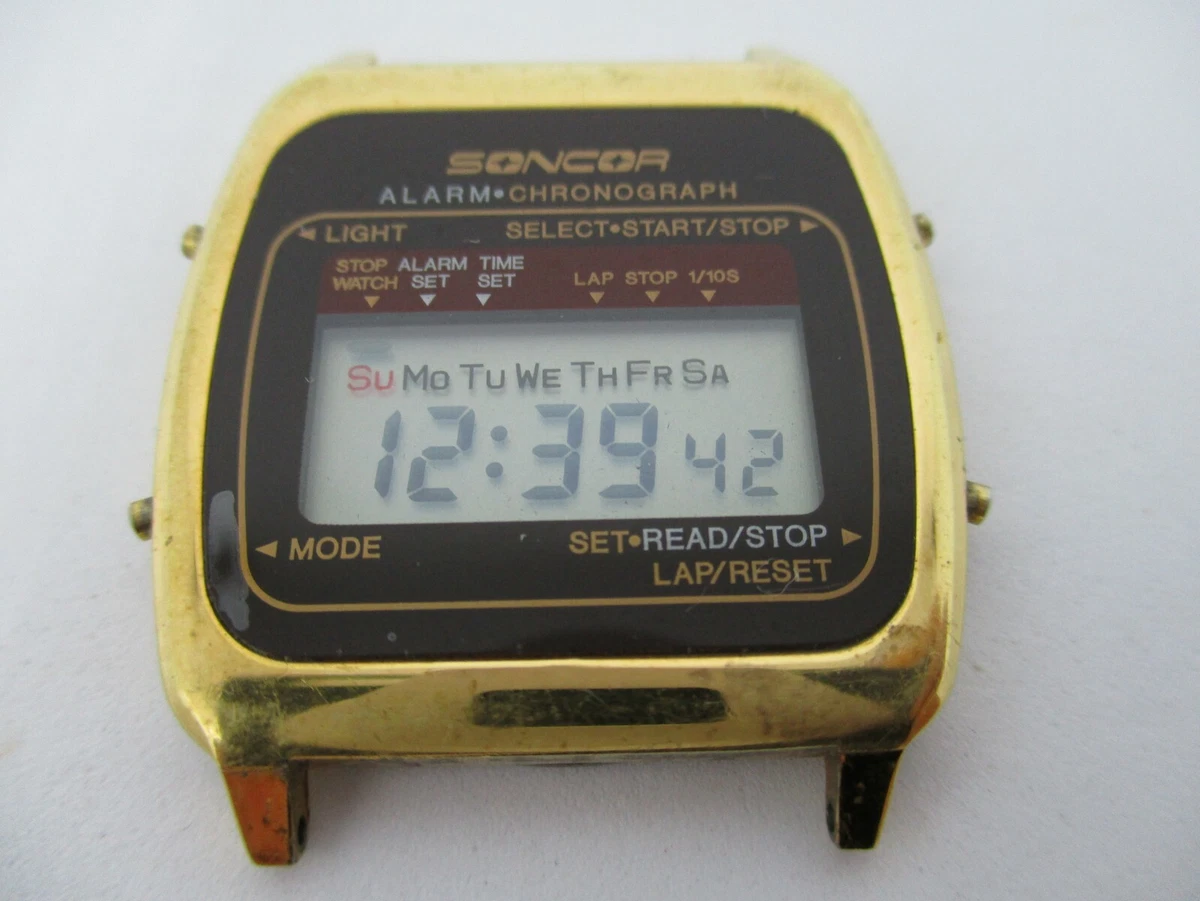 SONCOR
ALARM•CHRONOGRAPH
◄ LIGHT SELECT•START/STOP ►
STOP ALARM TIME
WATCH SET SET LAP STOP 1/10S
SU MO TU WE TH FR SA
12:39 42
◄ MODE SET•READ/STOP ►
LAP/RESET